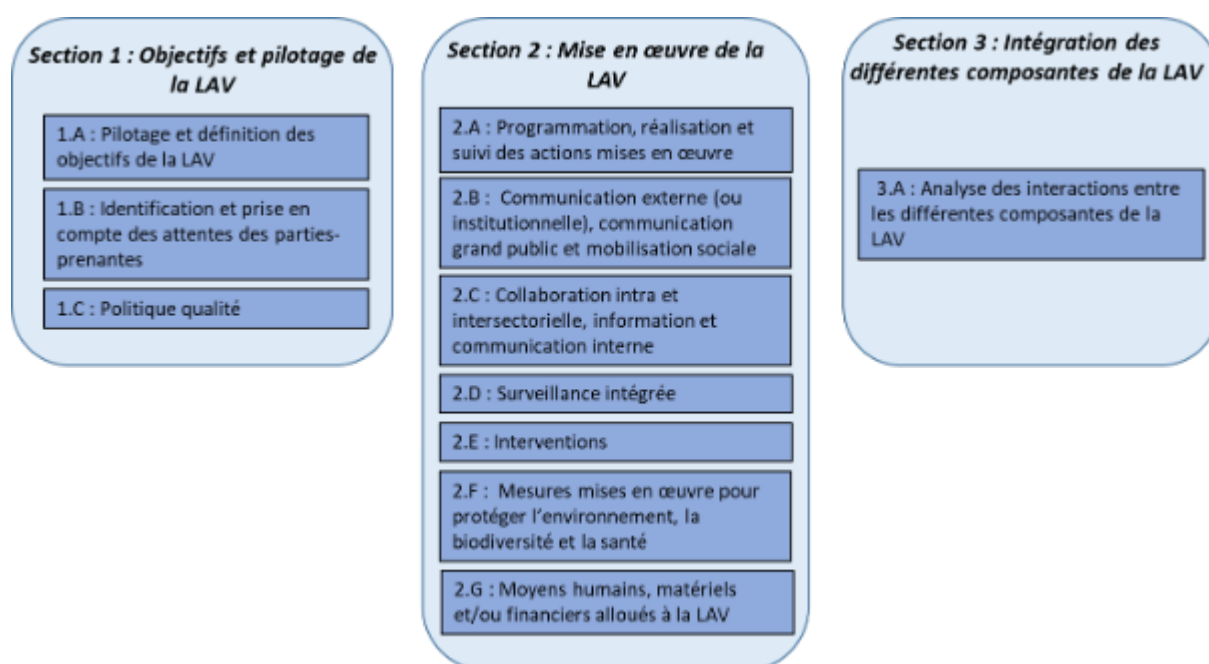 Section 1 : Objectifs et pilotage de
la LAV
1.A : Pilotage et définition des
objectifs de la LAV
1.B : Identification et prise en
compte des attentes des parties-
prenantes
1.C : Politique qualité
Section 2 : Mise en œuvre de la
LAV
2.A : Programmation, réalisation et
suivi des actions mises en œuvre
2.B :  Communication externe (ou
institutionnelle), communication
grand public et mobilisation sociale
2.C : Collaboration intra et
intersectorielle, information et
communication interne
2.D : Surveillance intégrée
2.E : Interventions
2.F :  Mesures mises en œuvre pour
protéger l’environnement, la
biodiversité et la santé
2.G : Moyens humains, matériels
et/ou financiers alloués à la LAV
Section 3 : Intégration des
différentes composantes de la LAV
3.A : Analyse des interactions entre
les différentes composantes de la
LAV